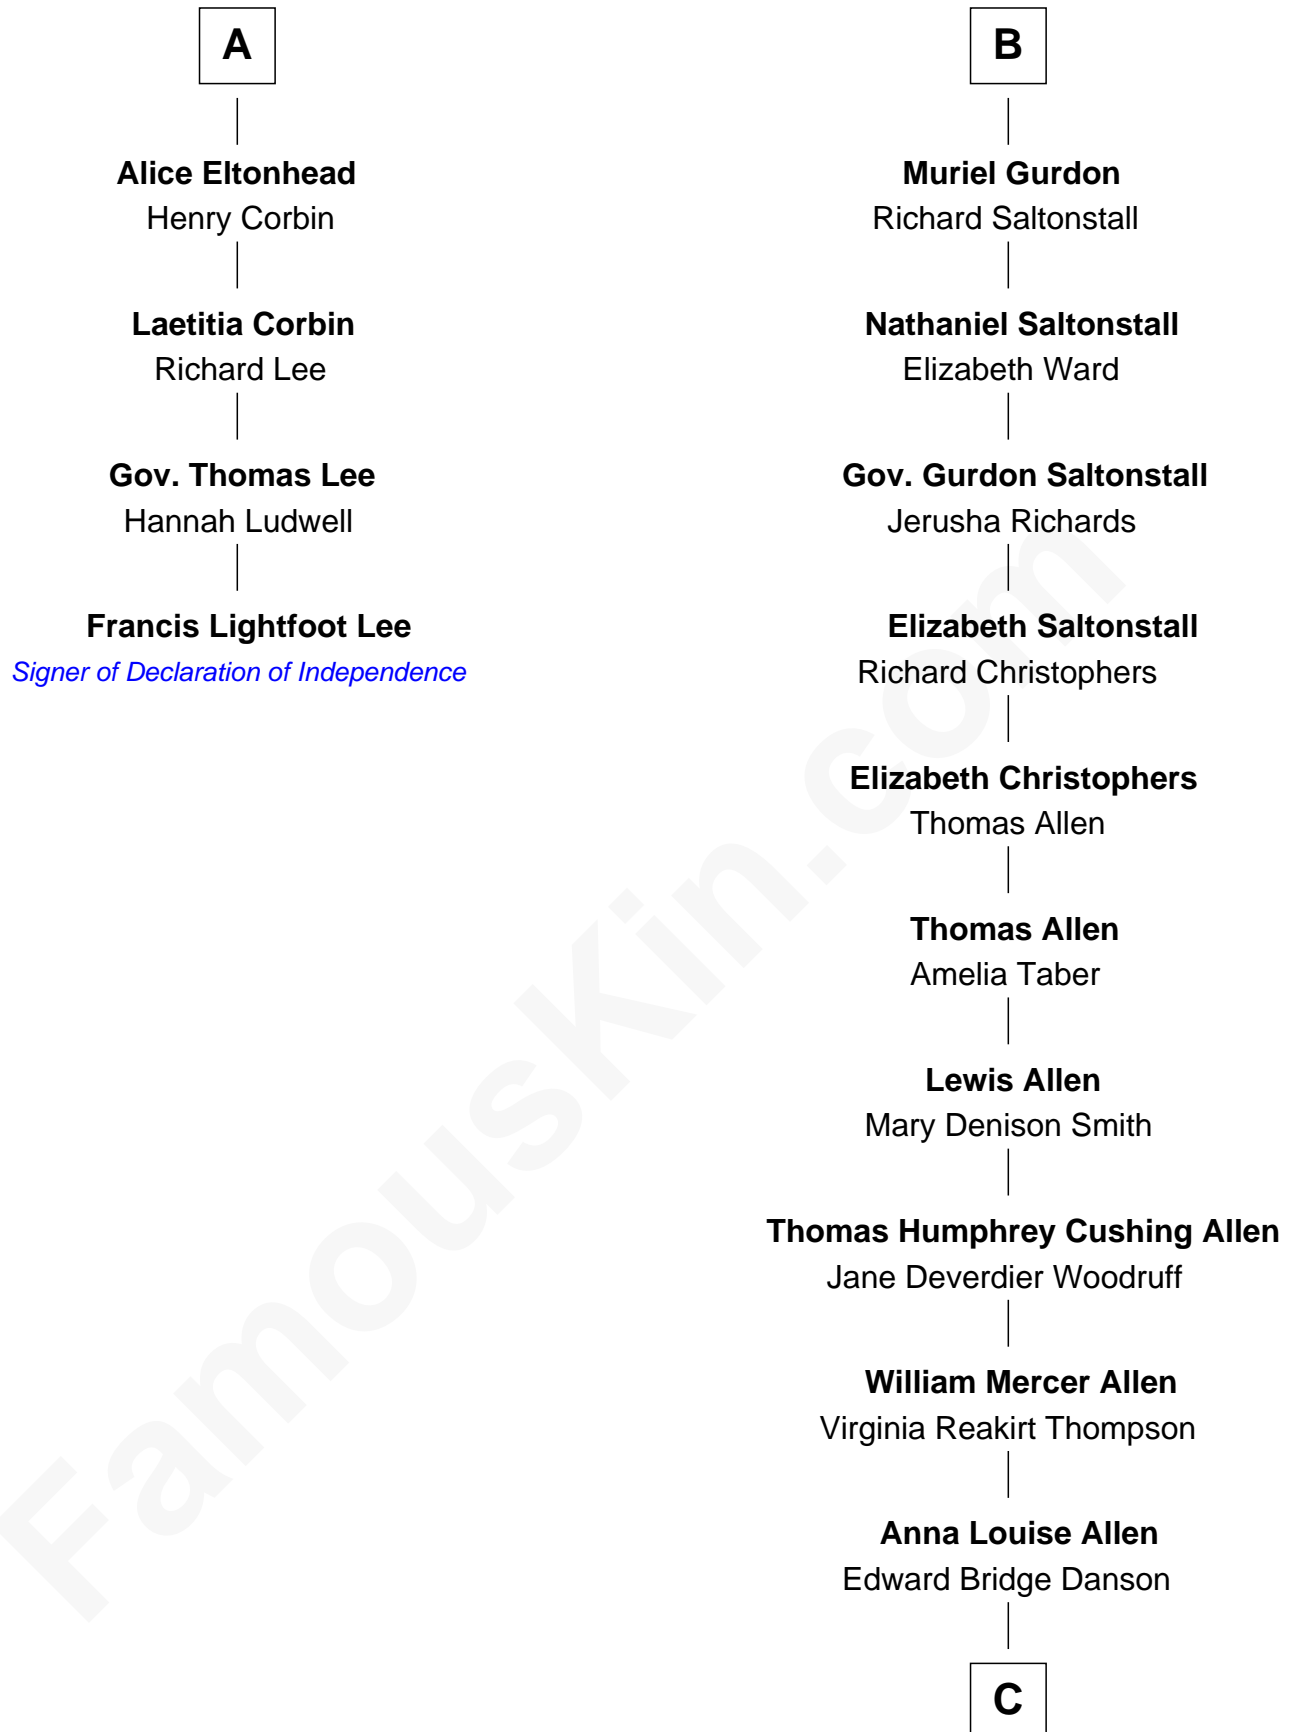 A
Alice Eltonhead
Henry Corbin
Laetitia Corbin
Richard Lee
Gov. Thomas Lee
Hannah Ludwell
Francis Lightfoot Lee
Signer of Declaration of Independence
B
Muriel Gurdon
Richard Saltonstall
Nathaniel Saltonstall
Elizabeth Ward
Gov. Gurdon Saltonstall
Jerusha Richards
Elizabeth Saltonstall
Richard Christophers
Elizabeth Christophers
Thomas Allen
Thomas Allen
Amelia Taber
Lewis Allen
Mary Denison Smith
Thomas Humphrey Cushing Allen
Jane Deverdier Woodruff
William Mercer Allen
Virginia Reakirt Thompson
Anna Louise Allen
Edward Bridge Danson
C
FamousKin.com